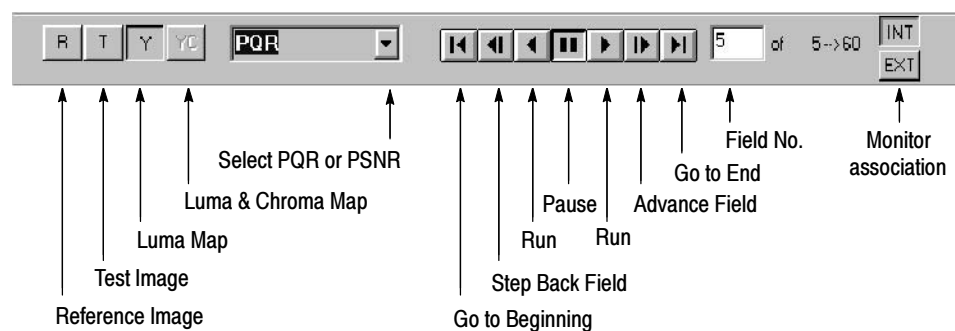 R T Y YC PQR 5 of 5-->60 INT
EXT
Field No. Monitor
Select PQR or PSNR Go to End association
Luma & Chroma Map Pause Advance Field
Luma Map Run Run
Test Image Step Back Field
Reference Image Go to Beginning